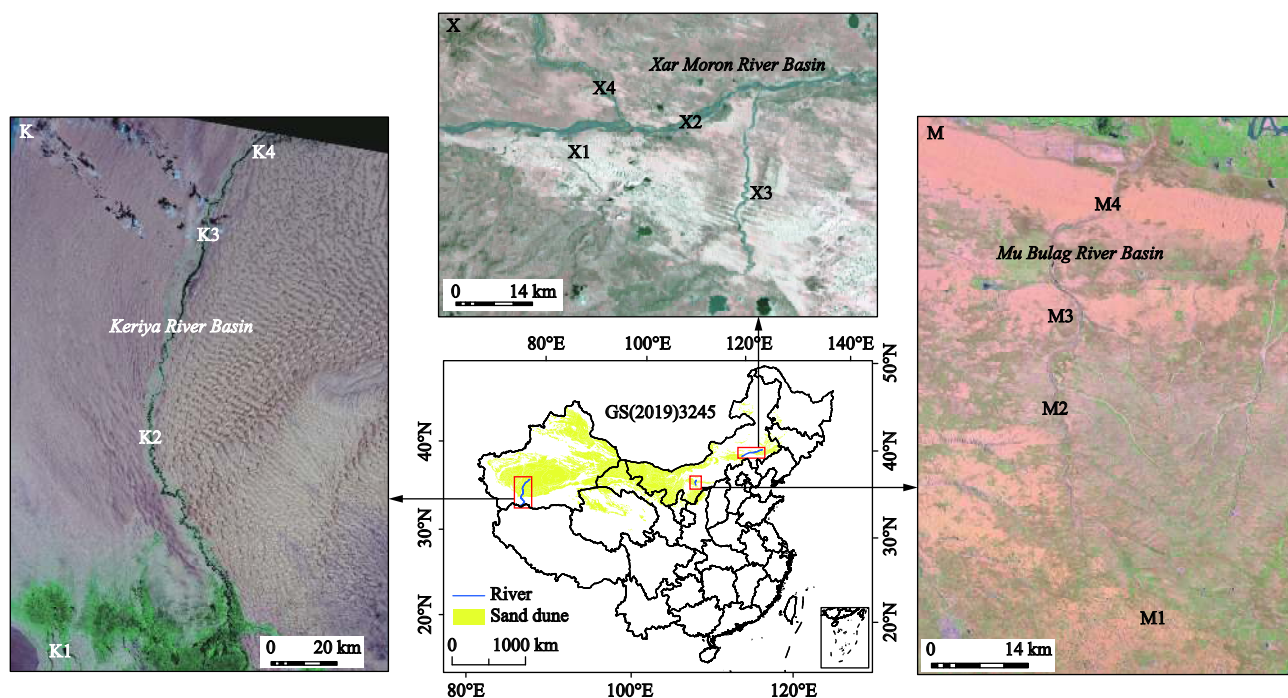 X
Xar Moron River Basin
X4
X2
X1
X3
0 14 km
K
K4
K3
Keriya River Basin
K2
K1
0 20 km
M
M4
Mu Bulag River Basin
M3
M2
M1
0 14 km
80°E 100°E 120°E 140°E
50°N
40°N
30°N
20°N
40°N
30°N
20°N
GS(2019)3245
River
Sand dune
0 1000 km
80°E 100°E 120°E